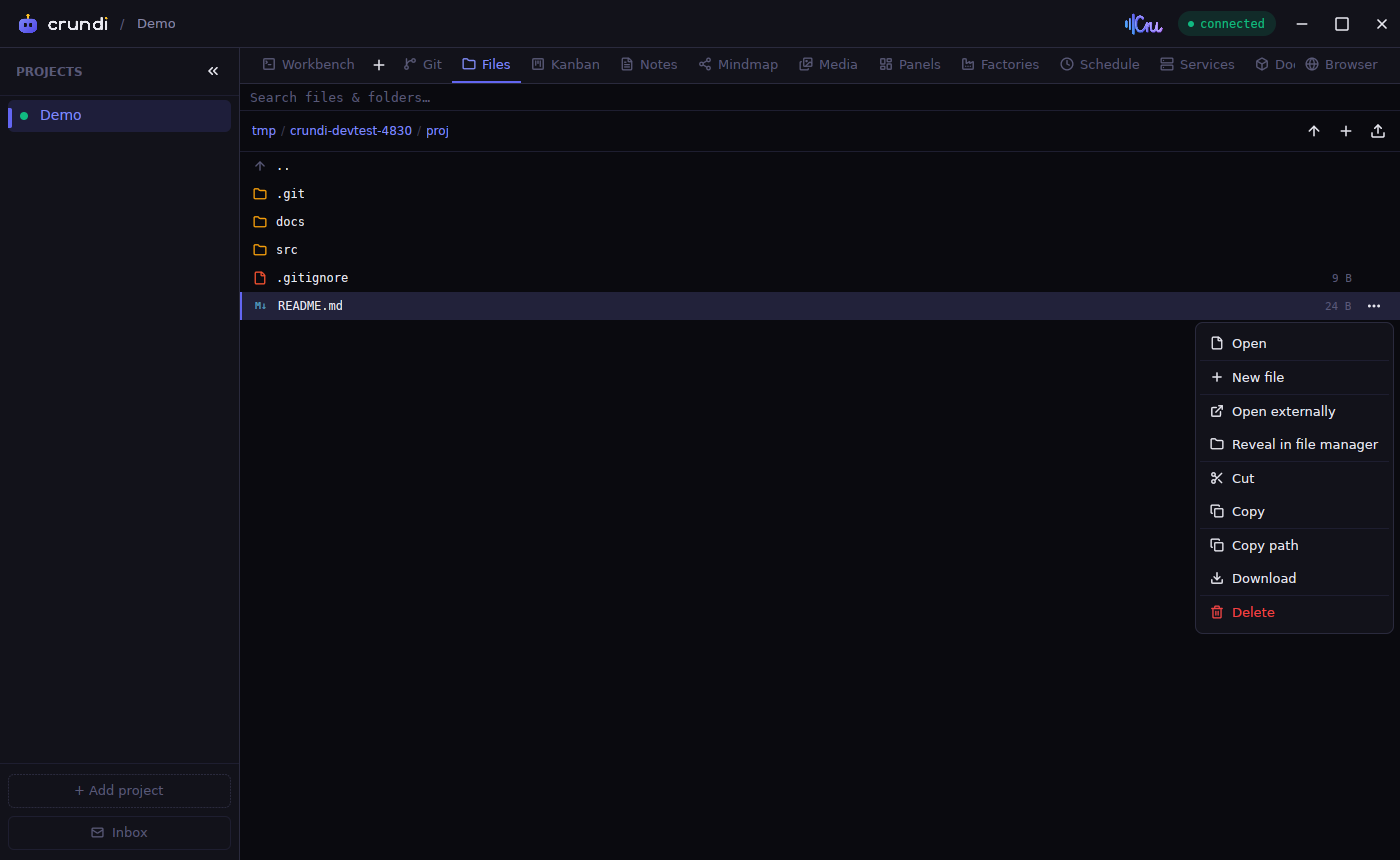 crundi / Demo
Cru
connected
PROJECTS
Workbench
Git
Files
Kanban
Notes
Mindmap
Media
Panels
Factories
Schedule
Services
Browser
Demo
Search files & folders…
tmp / crundi-devtest-4830 / proj
..
.git
docs
src
.gitignore 9 B
README.md 24 B
Open
New file
Open externally
Reveal in file manager
Cut
Copy
Copy path
Download
Delete
+ Add project
Inbox